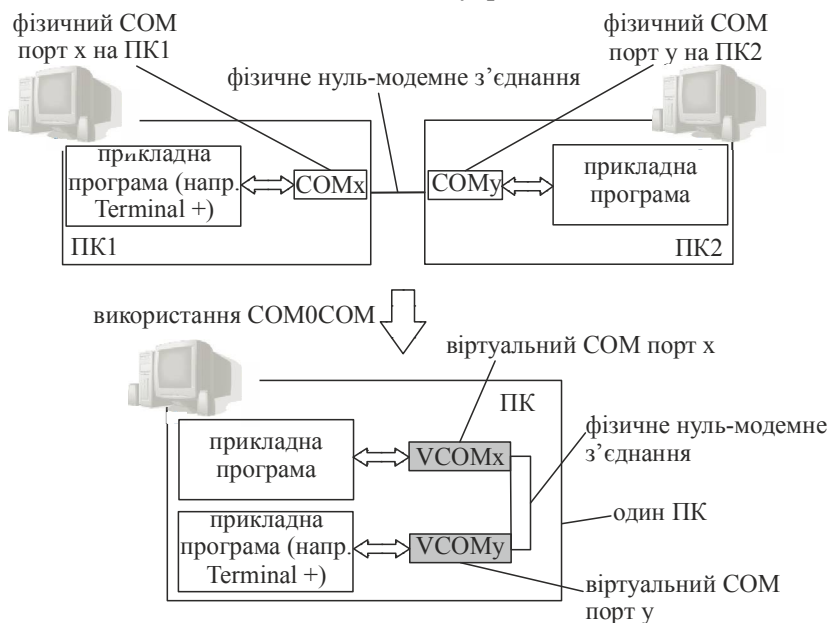 фізичний COM
порт x на ПК1
фізичне нуль-модемне з’єднання
фізичний COM
порт y на ПК2
прикладна
програма (напр.
Terminal +)
COMx
COMy
прикладна
програма
ПК1
ПК2
використання COM0COM
віртуальний COM порт x
ПК
прикладна
програма
VCOMx
фізичне нуль-модемне
з’єднання
один ПК
прикладна
програма (напр.
Terminal +)
VCOMy
віртуальний COM
порт y